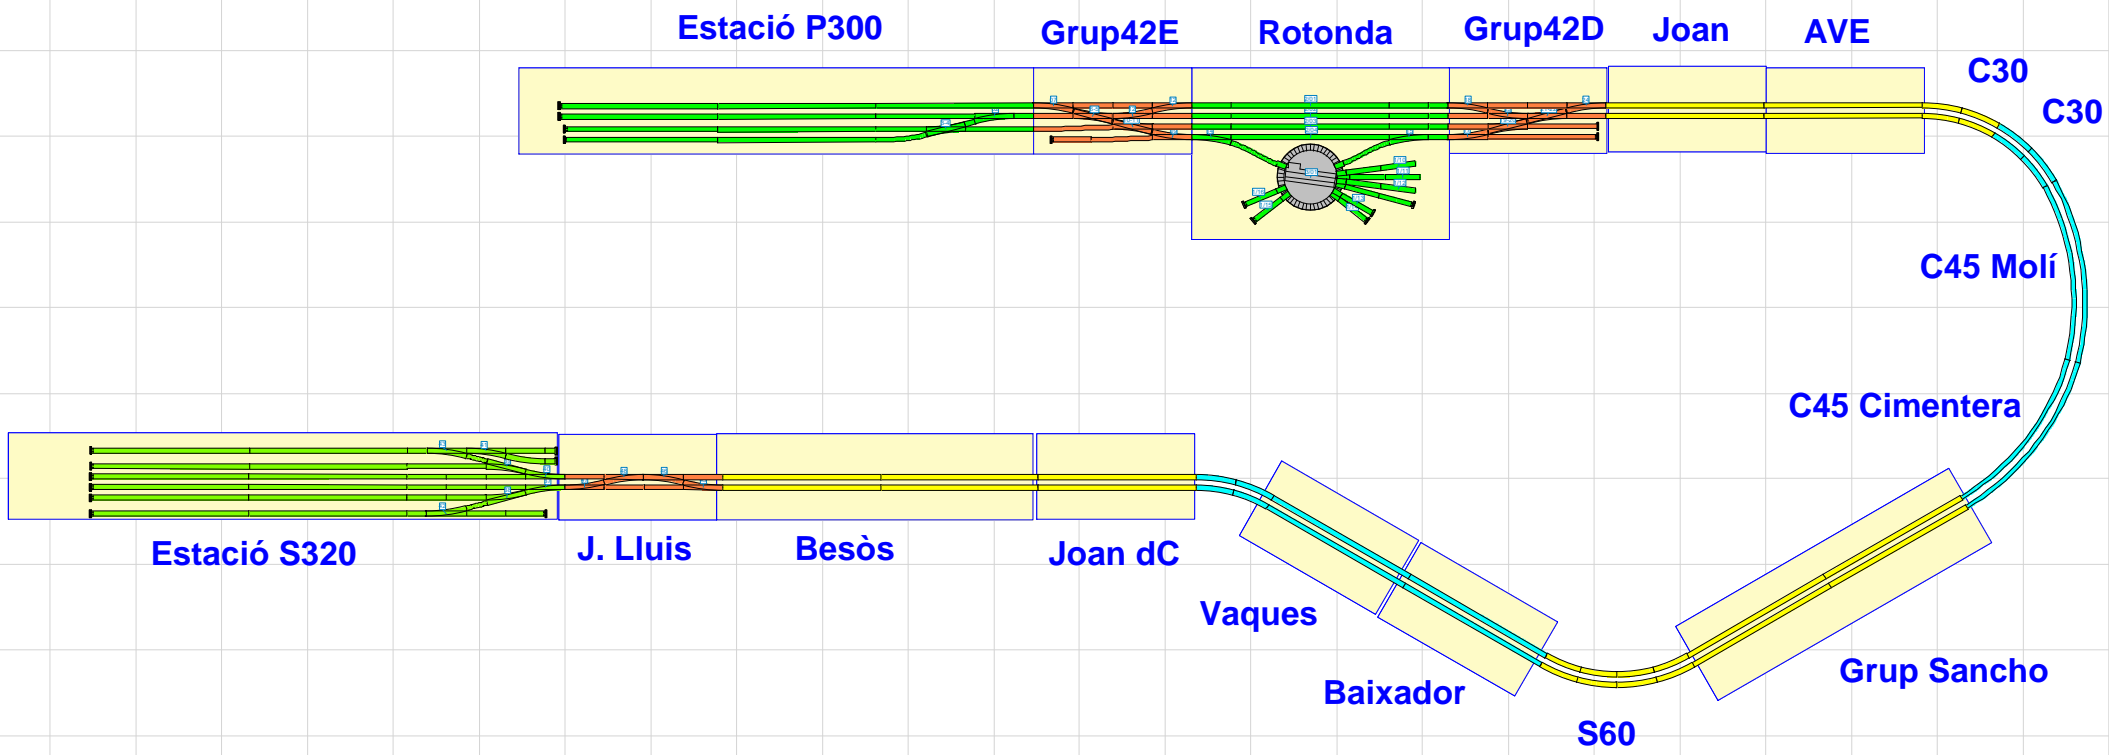 Estació P300
Grup42E
Rotonda
Grup42D
Joan
AVE
C30
C30
C45 Molí
C45 Cimentera
Estació S320
J. Lluis
Besòs
Joan dC
Vaques
Baixador
S60
Grup Sancho